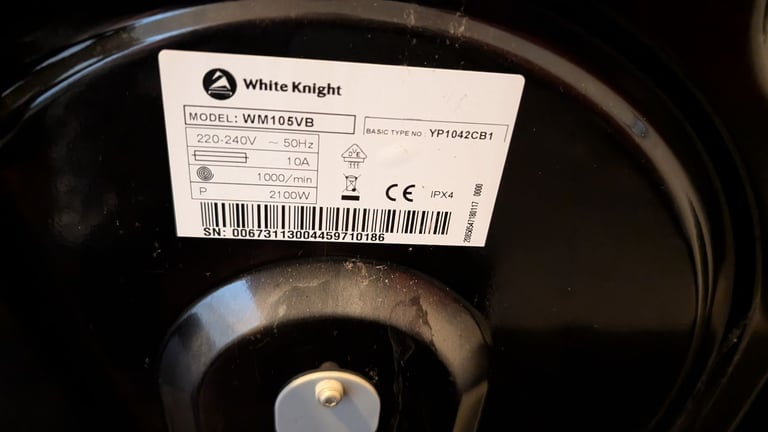 White Knight
MODEL: WM105VB
BASIC TYPE NO YP1042CB1
220-240V ~ 50Hz
10A
1000/min
P 2100W
VDE
CE IPX4
SN: 00673113004459710186